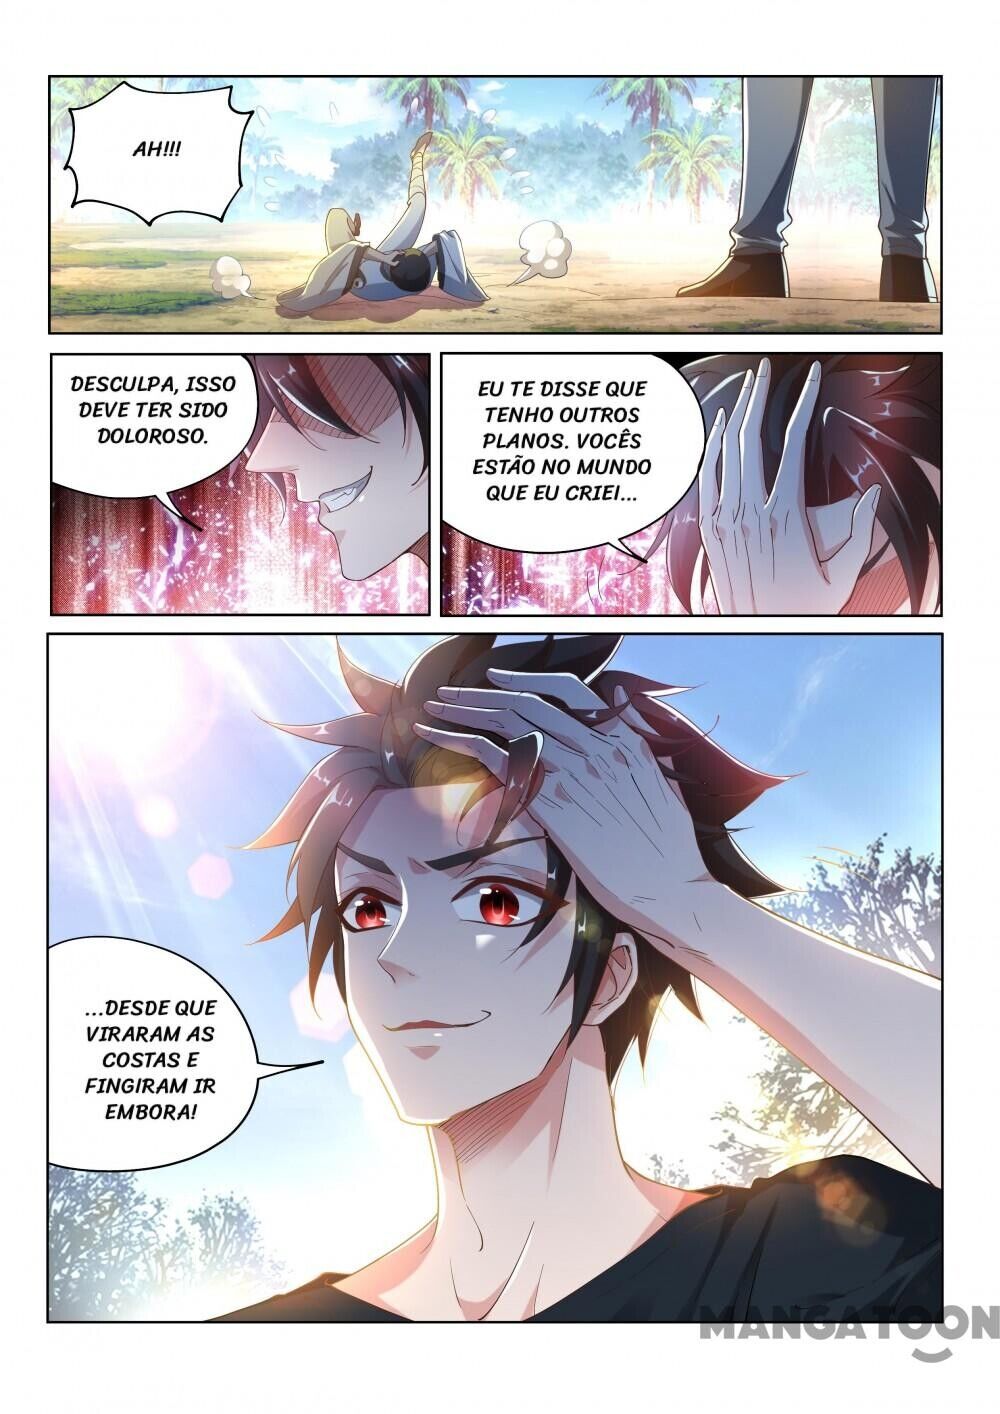 AH!!!
DESCULPA, ISSO
DEVE TER SIDO
DOLOROSO.
EU TE DISSE QUE
TENHO OUTROS
PLANOS. VOCÊS
ESTÃO NO MUNDO
QUE EU CRIEI...
...DESDE QUE
VIRARAM AS
COSTAS E
FINGIRAM IR
EMBORA!
MANGATOON